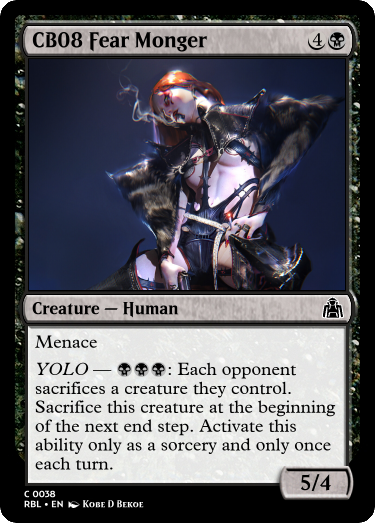 CB08 Fear Monger 4
Creature — Human
Menace
YOLO — : Each opponent
sacrifices a creature they control.
Sacrifice this creature at the beginning
of the next end step. Activate this
ability only as a sorcery and only once
each turn.
5/4
C 0038
RBL • EN Kobe D Bekoe